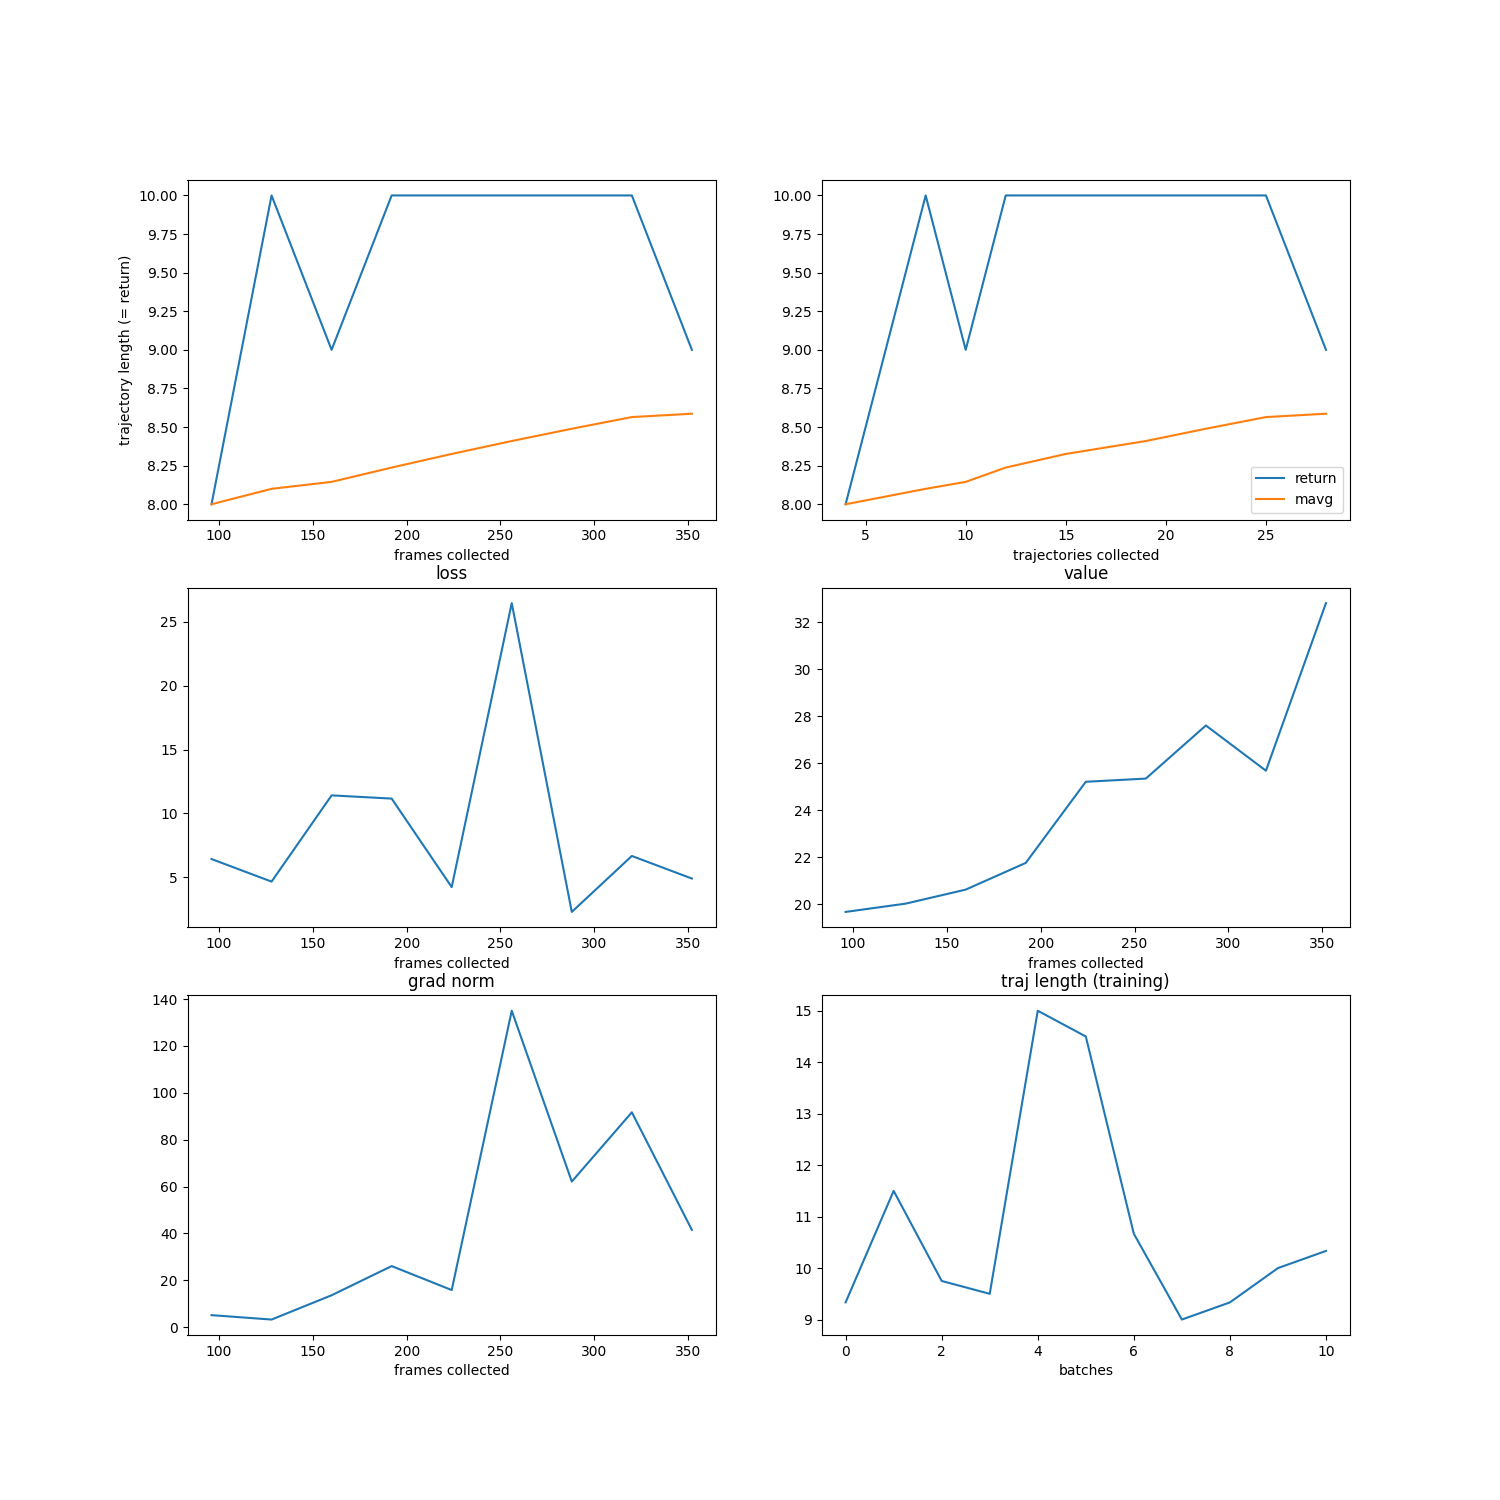 10.00
9.75
9.50
9.25
9.00
8.75
8.50
8.25
8.00
trajectory length (= return)
100 150 200 250 300 350
frames collected
10.00
9.75
9.50
9.25
9.00
8.75
8.50
8.25
8.00
return
mavg
5 10 15 20 25
trajectories collected
loss
25
20
15
10
5
100 150 200 250 300 350
frames collected
value
32
30
28
26
24
22
20
100 150 200 250 300 350
frames collected
grad norm
140
120
100
80
60
40
20
0
100 150 200 250 300 350
frames collected
traj length (training)
15
14
13
12
11
10
9
0 2 4 6 8 10
batches